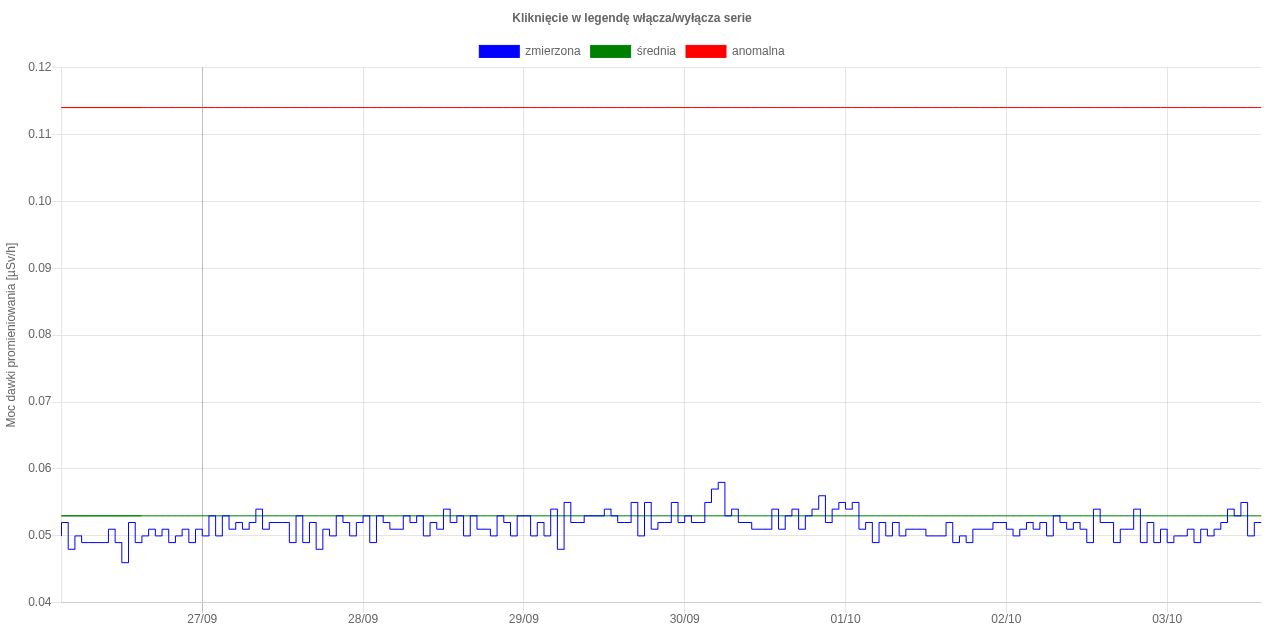 Kliknięcie w legendę włącza/wyłącza serie
zmierzona średnia anomalna
Moc dawki promieniowania [µSv/h]
0.12
0.11
0.10
0.09
0.08
0.07
0.06
0.05
0.04
27/09 28/09 29/09 30/09 01/10 02/10 03/10